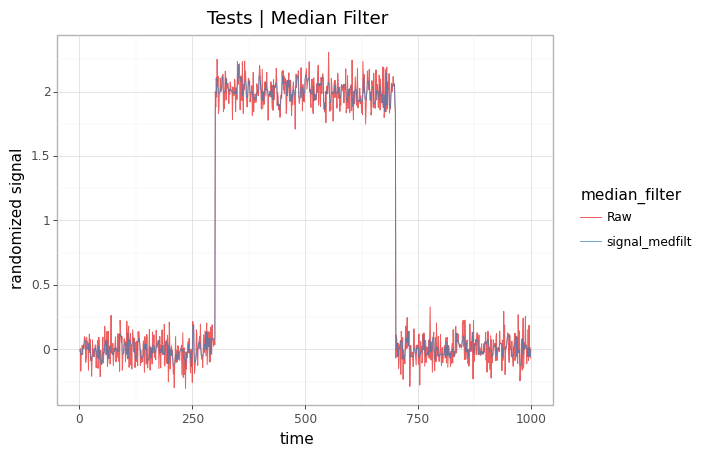 Tests | Median Filter
randomized signal
2
1.5
1
0.5
0
0
250
500
750
1000
time
median_filter
Raw
signal_medfilt